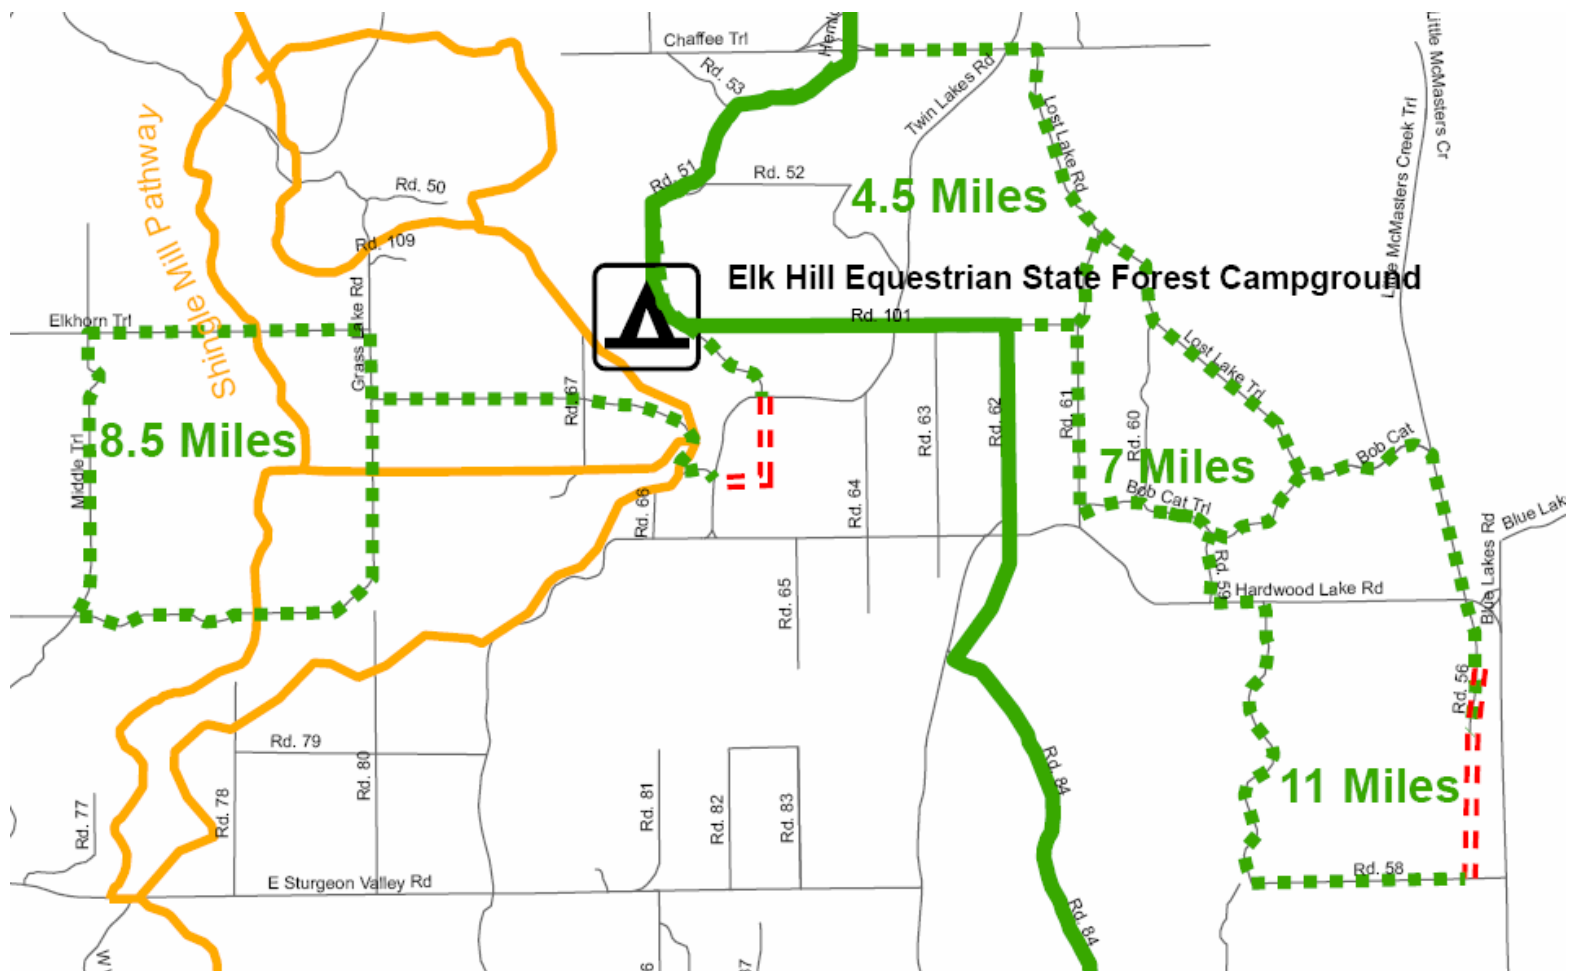 Chaffee Trl
Rd. 53
Twin Lakes Rd
Lost Lake Rd
Little McMasters Creek Trl
Little McMasters Cr
Shingle Mill Pathway
Rd. 50
Rd. 51
Rd. 52
4.5 Miles
Rd. 109
Elk Hill Equestrian State Forest Campground
Elkhorn Trl
Grass Lake Rd
Rd. 101
Lost Lake Trl
8.5 Miles
Middle Trl
Rd. 67
Rd. 63
Rd. 62
Rd. 61
Rd. 60
7 Miles
Bob Cat
Bob Cat Trl
Rd. 66
Rd. 64
Rd. 59
Blue Lakes Rd
Blue Lak
Hardwood Lake Rd
Rd. 65
Rd. 56
Rd. 79
Rd. 80
Rd. 78
Rd. 77
Rd. 81
Rd. 82
Rd. 83
Rd. 84
11 Miles
Rd. 58
E Sturgeon Valley Rd
Rd. 84